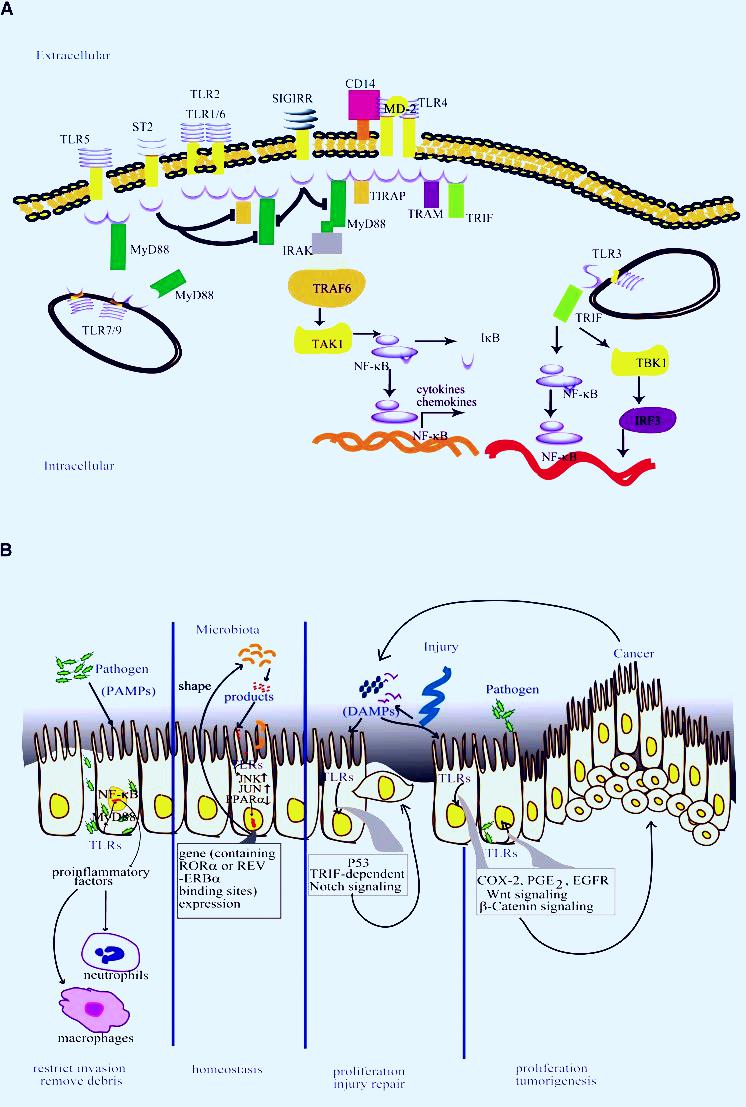 A
Extracellular
CD14
TLR2
SIGIRR
MD-2
TLR4
TLR1/6
ST2
TLR5
TIRAP
TRAM
TRIF
MyD88
MyD88
IRAK
TLR3
MyD88
TRAF6
TRIF
TLR7/9
TAK1
IκB
NF-κB
TBK1
cytokines
chemokines
NF-κB
IRF3
NF-κB
NF-κB
Intracellular
B
Microbiota
Injury
Cancer
Pathogen
(PAMPs)
shape
products
Pathogen
(DAMPs)
TLRs
JNK↑
JUN↑
PPARα↓
TLRs
TLRs
NF-κB
MyD88
TLRs
TLRs
gene (containing
RORα or REV
-ERBα
binding sites)
expression
P53
TRIF-dependent
Notch signaling
COX-2, PGE2, EGFR
Wnt signaling
β-Catenin signaling
proinflammatory
factors
neutrophils
macrophages
restrict invasion
remove debris
homeostasis
proliferation
injury repair
proliferation
tumorigenesis